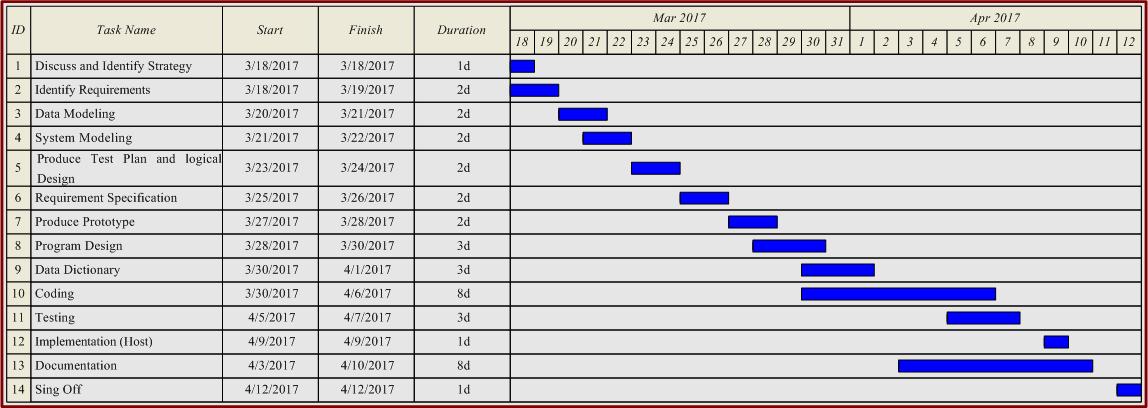 ID Task Name Start Finish Duration Mar 2017 Apr 2017
18 19 20 21 22 23 24 25 26 27 28 29 30 31 1 2 3 4 5 6 7 8 9 10 11 12
1 Discuss and Identify Strategy 3/18/2017 3/18/2017 1d
2 Identify Requirements 3/18/2017 3/19/2017 2d
3 Data Modeling 3/20/2017 3/21/2017 2d
4 System Modeling 3/21/2017 3/22/2017 2d
5 Produce Test Plan and logical
Design 3/23/2017 3/24/2017 2d
6 Requirement Specification 3/25/2017 3/26/2017 2d
7 Produce Prototype 3/27/2017 3/28/2017 2d
8 Program Design 3/28/2017 3/30/2017 3d
9 Data Dictionary 3/30/2017 4/1/2017 3d
10 Coding 3/30/2017 4/6/2017 8d
11 Testing 4/5/2017 4/7/2017 3d
12 Implementation (Host) 4/9/2017 4/9/2017 1d
13 Documentation 4/3/2017 4/10/2017 8d
14 Sing Off 4/12/2017 4/12/2017 1d